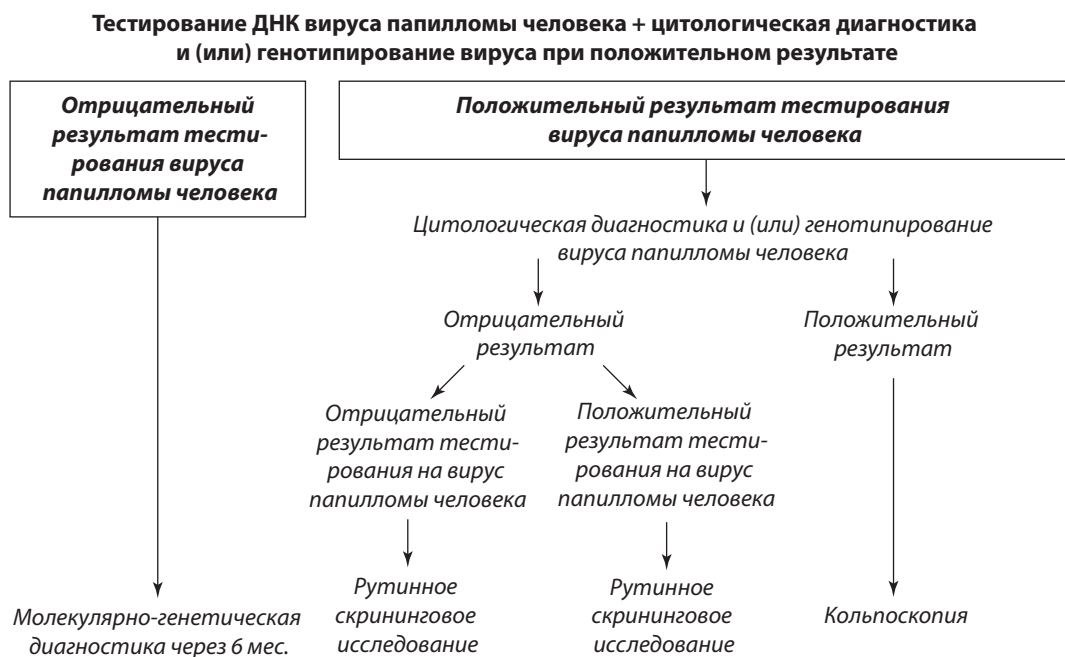 Тестирование ДНК вируса папилломы человека + цитологическая диагностика
и (или) генотипирование вируса при положительном результате
Отрицательный
результат тести-
рования вируса
папилломы человека
Положительный результат тестирования
вируса папилломы человека
Цитологическая диагностика и (или) генотипирование
вируса папилломы человека
Отрицательный
результат
Положительный
результат
Отрицательный
результат тести-
рования на вирус
папилломы человека
Положительный
результат тести-
рования на вирус
папилломы человека
Молекулярно-генетическая
диагностика через 6 мес.
Рутинное
скрининговое
исследование
Рутинное
скрининговое
исследование
Кольпоскопия